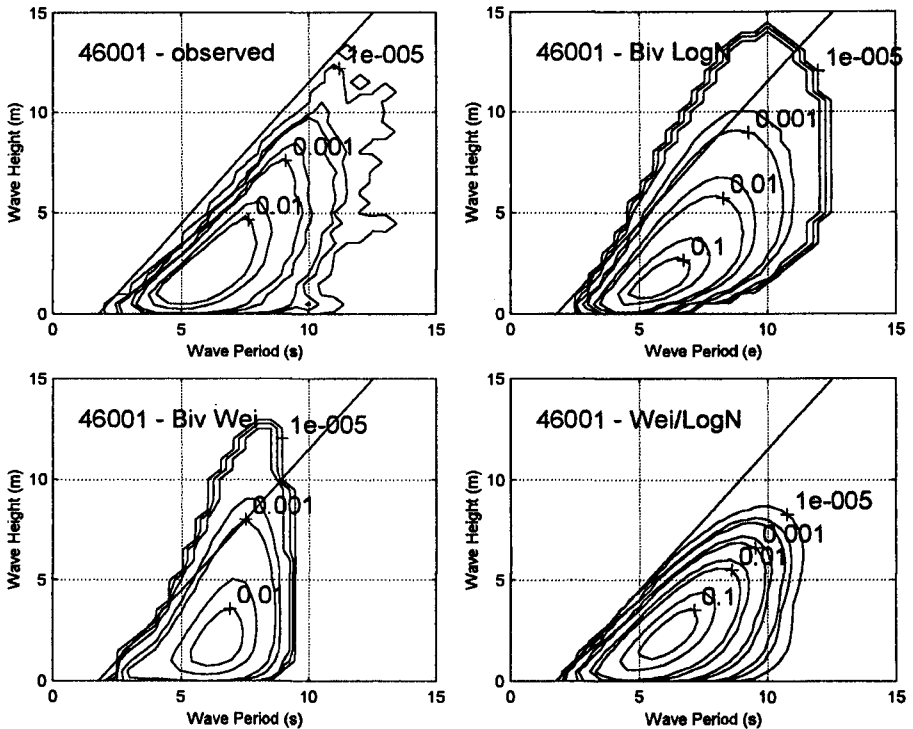 46001 - observed
1e-005
0.001
0.01
Wave Height (m)
15
10
5
0
0
5
10
15
Wave Period (s)
46001 - Biv LogN
1e-005
0.001
0.01
0.1
Wave Height (m)
15
10
5
0
0
5
10
15
Weve Period (e)
46001 - Biv Wei
1e-005
0.001
0.01
Wave Height (m)
15
10
5
0
0
5
10
15
Wave Period (s)
46001 - Wei/LogN
1e-005
0.001
0.01
0.1
Wave Height (m)
15
10
5
0
0
5
10
15
Wave Period (s)